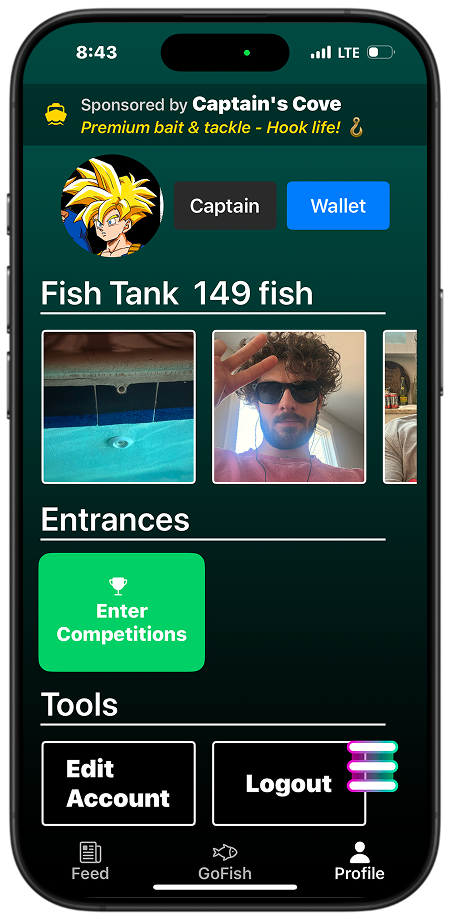 8:43 LTE
Sponsored by Captain's Cove
Premium bait & tackle - Hook life!
Captain Wallet
Fish Tank 149 fish
Entrances
Enter
Competitions
Tools
Edit
Account
Logout
Feed GoFish Profile